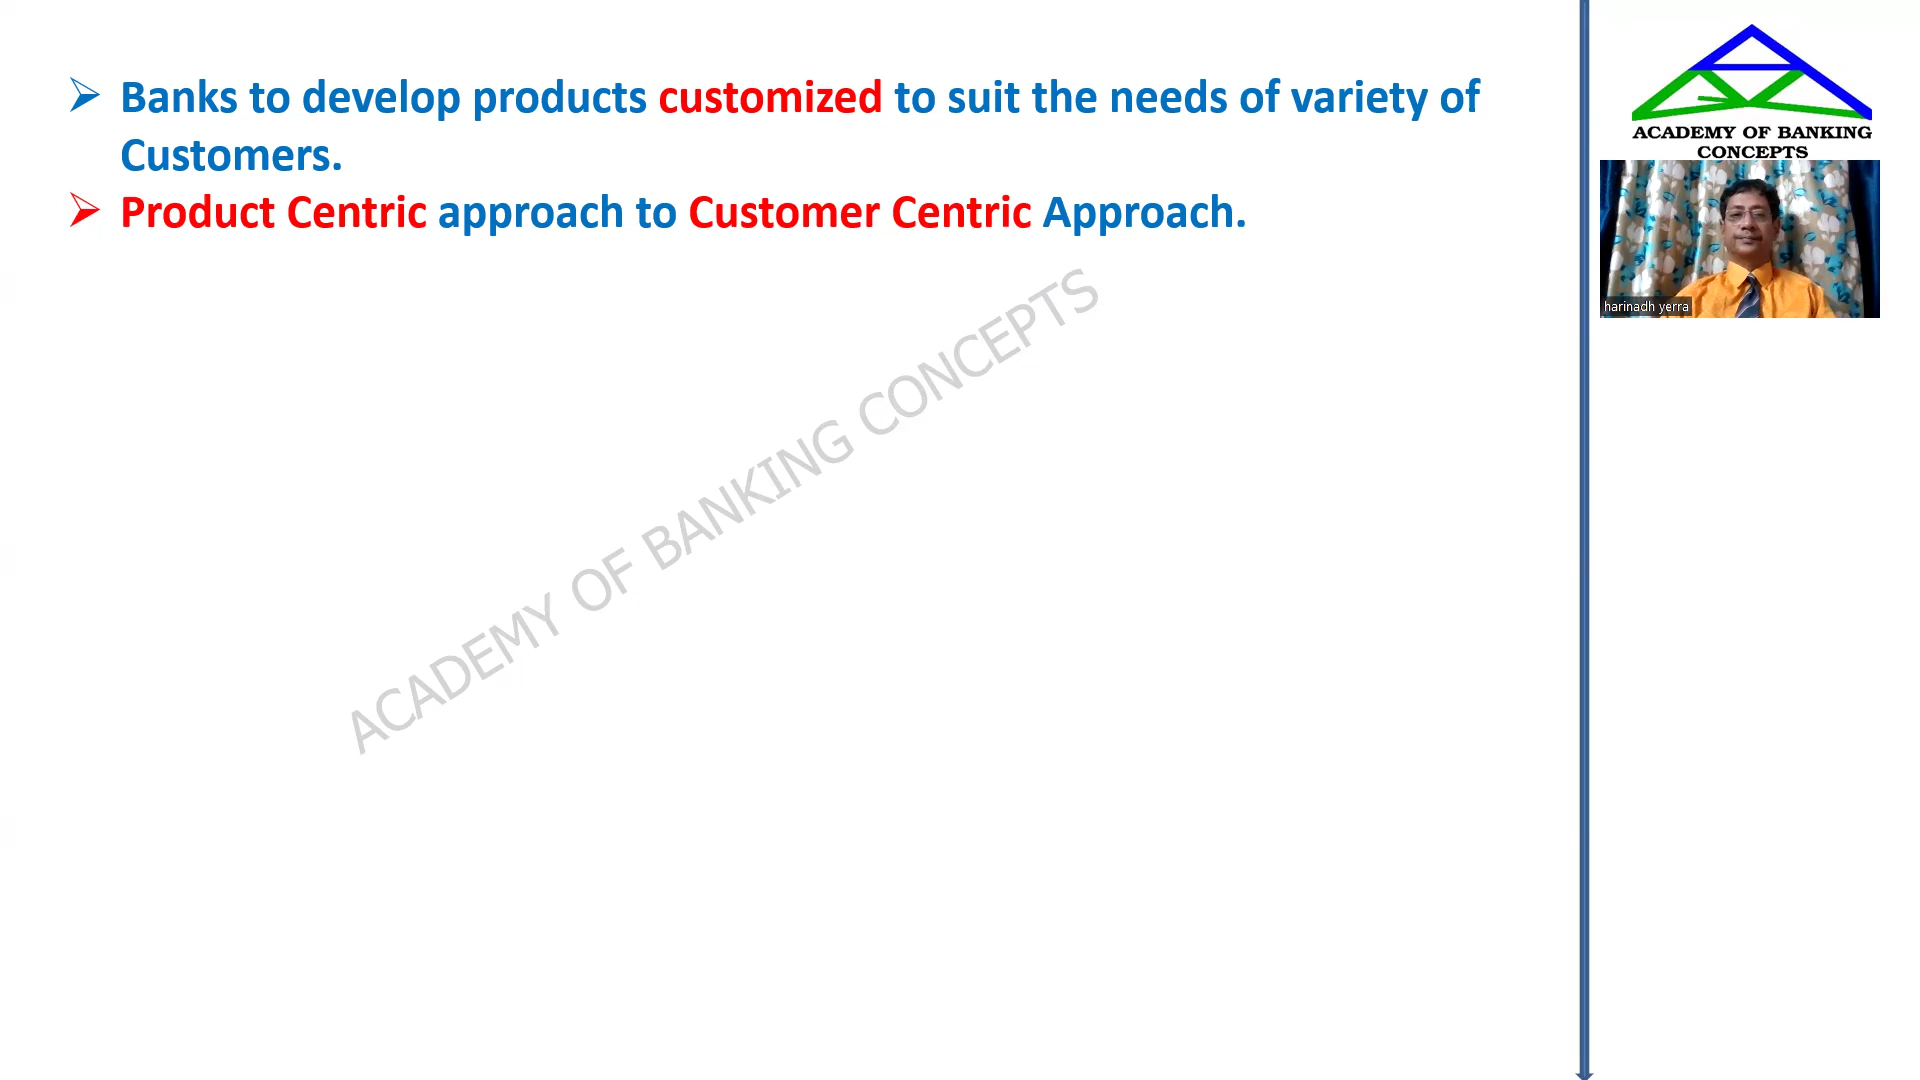 Banks to develop products customized to suit the needs of variety of
Customers.
Product Centric approach to Customer Centric Approach.
ACADEMY OF BANKING CONCEPTS
ACADEMY OF BANKING
CONCEPTS
harinadh yerra